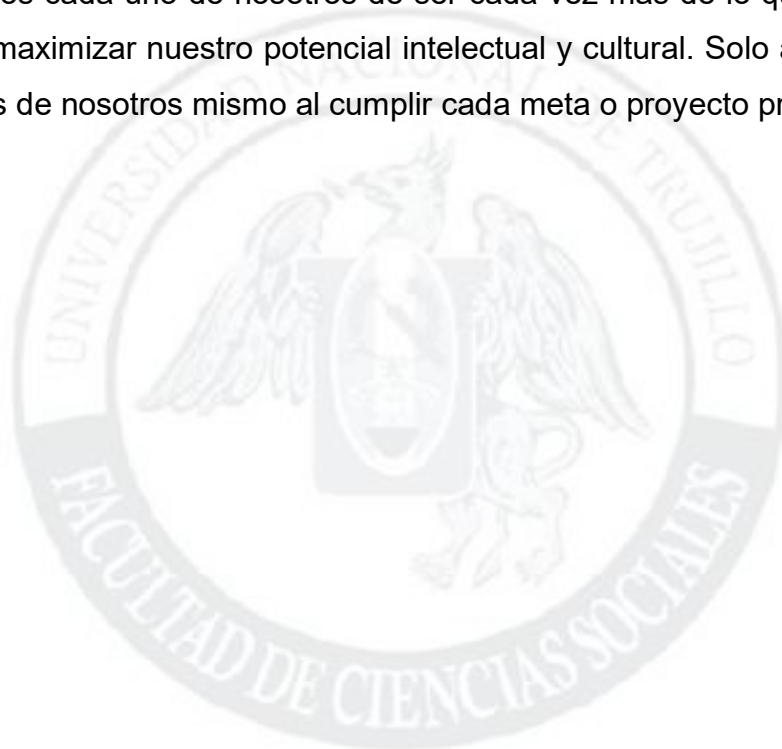 cada uno de nosotros de ser cada vez más de lo
maximizar nuestro potencial intelectual y cultural. Solo
de nosotros mismo al cumplir cada meta o proyecto
UNIVERSIDAD NACIONAL DE TRUJILLO
FACULTAD DE CIENCIAS SOCIALES